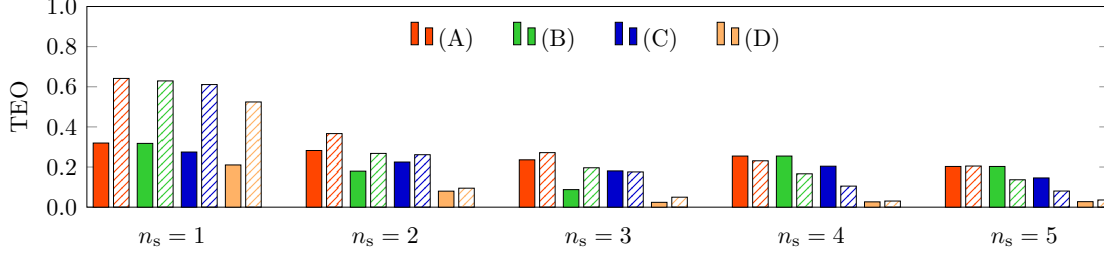 1.0
0.8
0.6
0.4
0.2
0.0
TEO
(A) (B) (C) (D)
n_s = 1 n_s = 2 n_s = 3 n_s = 4 n_s = 5